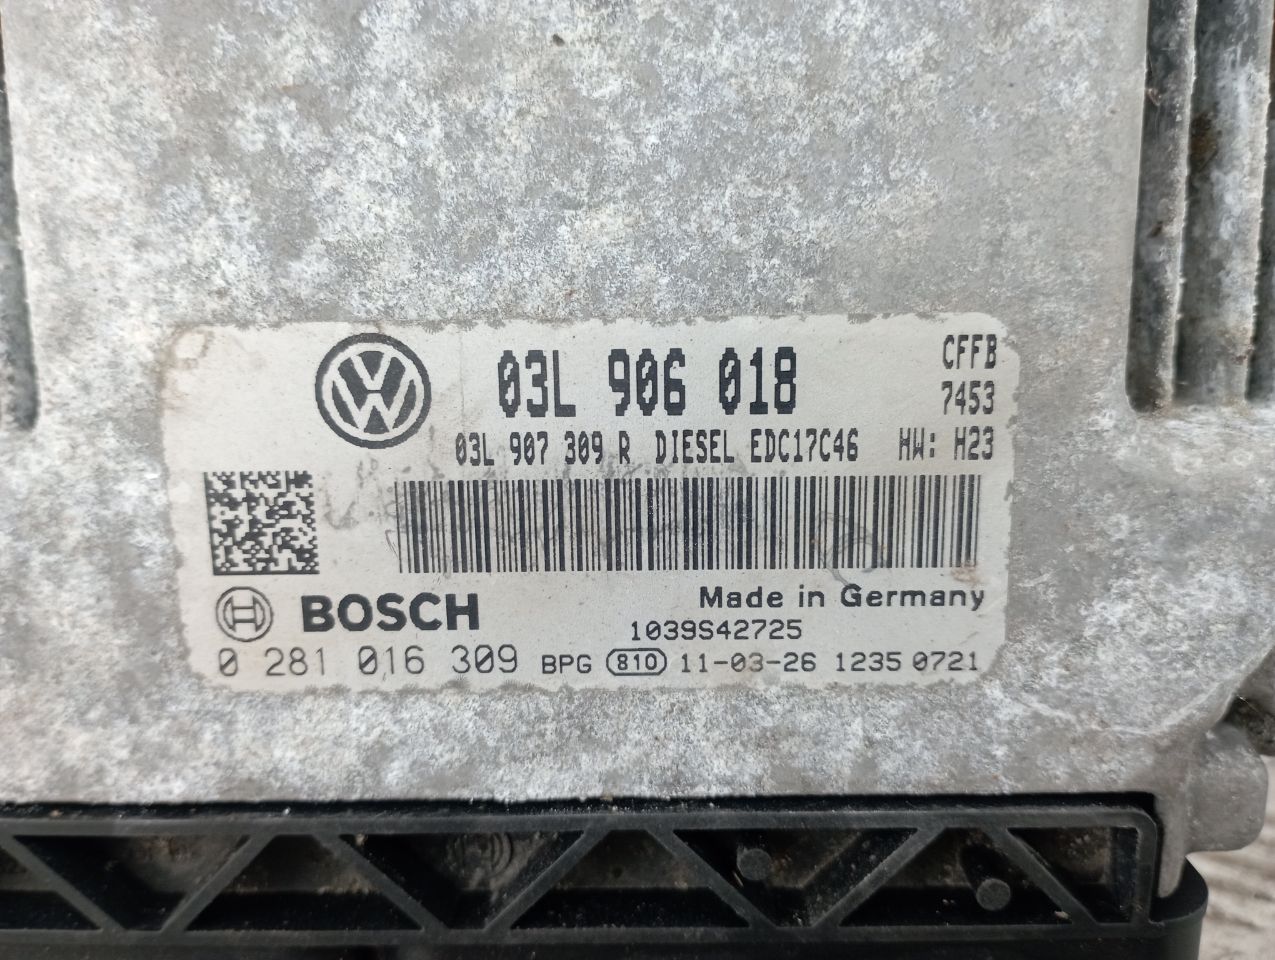 03L 906 018
CFFB
7453
03L 907 309 R DIESEL EDC17C46 HW: H23
BOSCH
Made in Germany
1039S42725
0 281 016 309 BPG 810 11-03-26 1235 0721